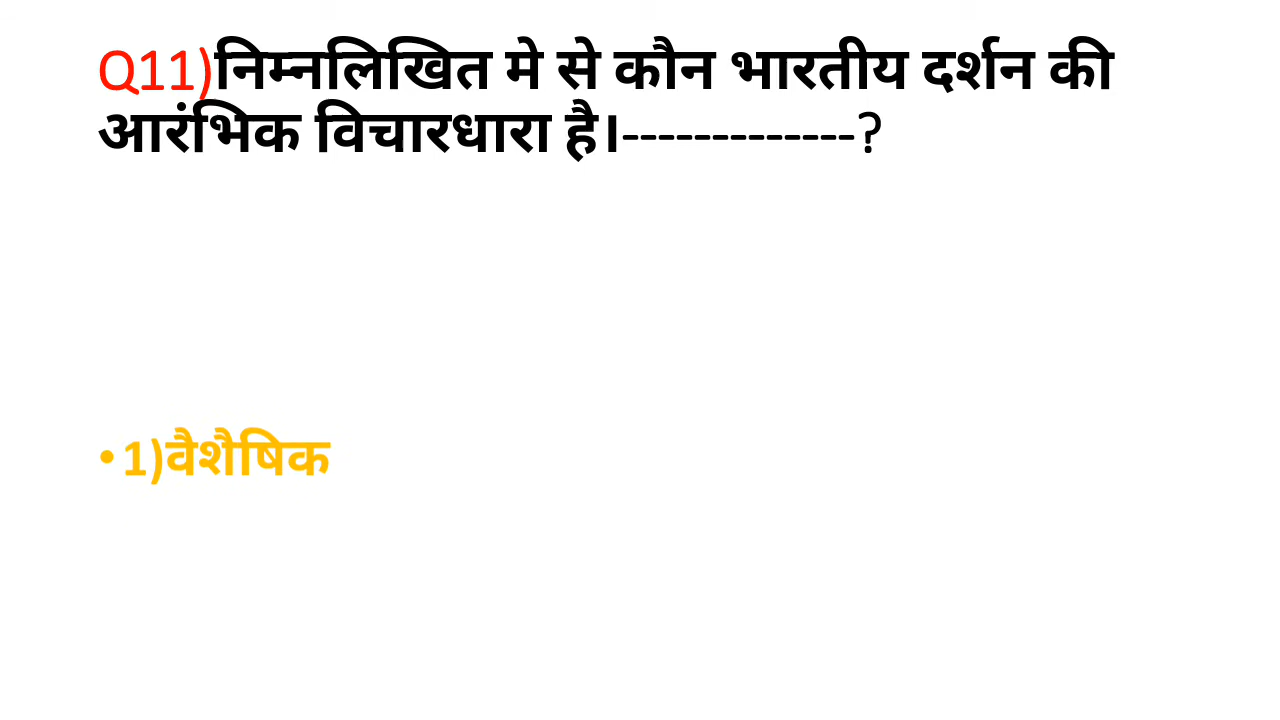 Q11)निम्नलिखित मे से कौन भारतीय दर्शन की
आरंभिक विचारधारा है।-------------?
• 1)वैशैषिक